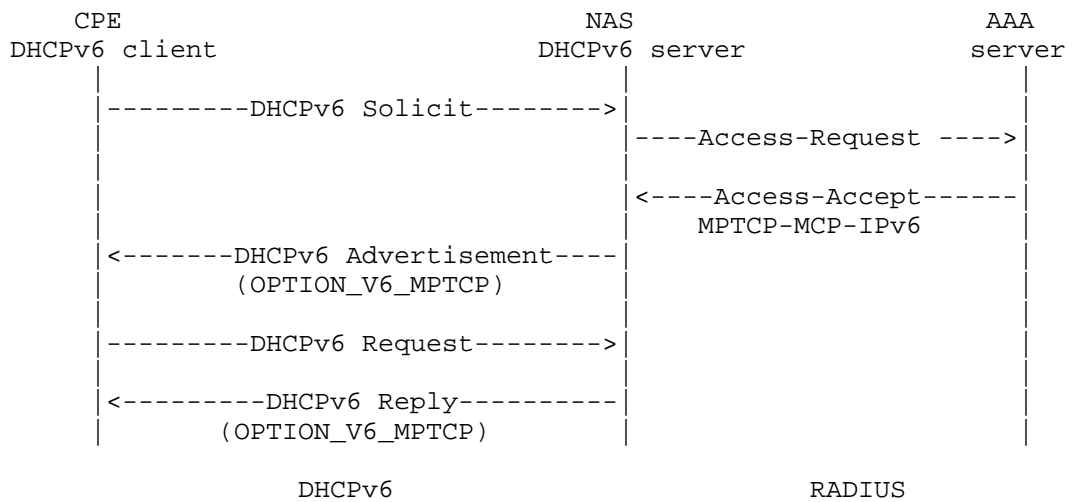 CPE NAS AAA
DHCPv6 client DHCPv6 server server
DHCPv6 Solicit
Access-Request
Access-Accept
MPTCP-MCP-IPv6
DHCPv6 Advertisement
(OPTION_V6_MPTCP)
DHCPv6 Request
DHCPv6 Reply
(OPTION_V6_MPTCP)
DHCPv6 RADIUS